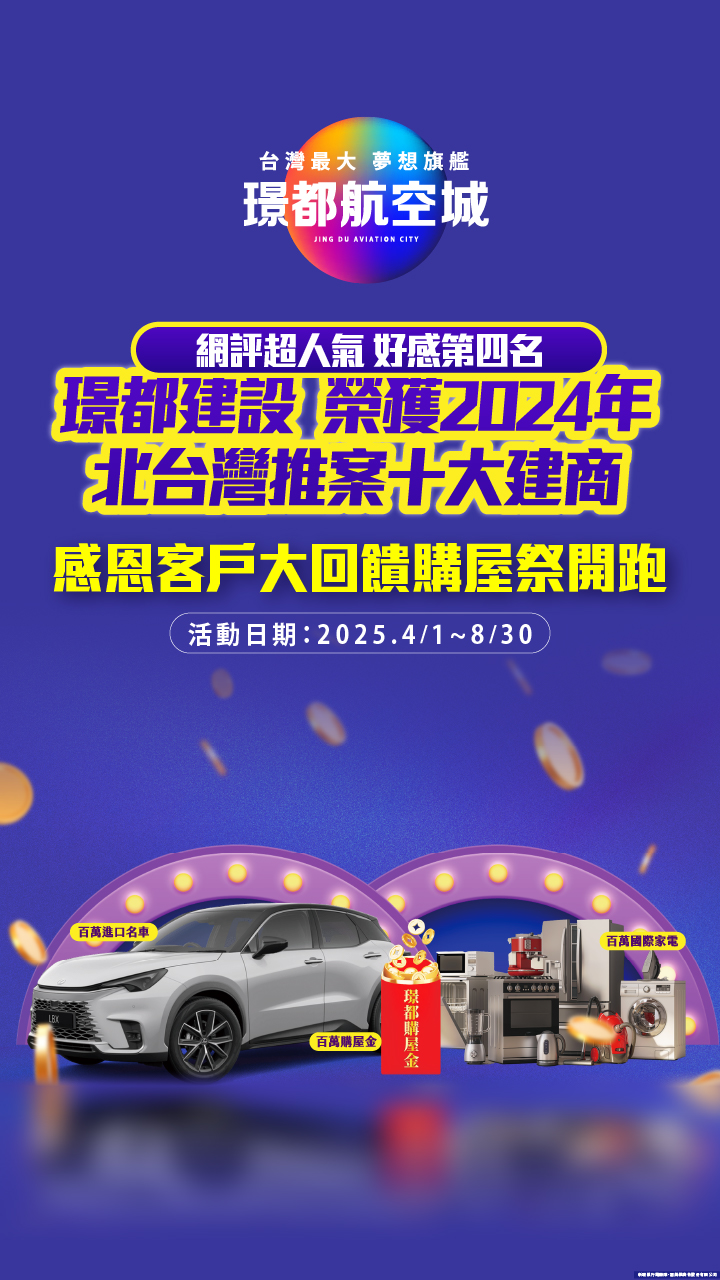 台灣最大 夢想旗艦
璟都航空城
JING DU AVIATION CITY
網評超人氣 好感第四名
璟都建設 榮獲2024年
北台灣推案十大建商
感恩客戶大回饋購屋祭開跑
活動日期:2025.4/1~8/30
百萬進口名車
百萬國際家電
LBX
璟都購屋金
百萬購屋金